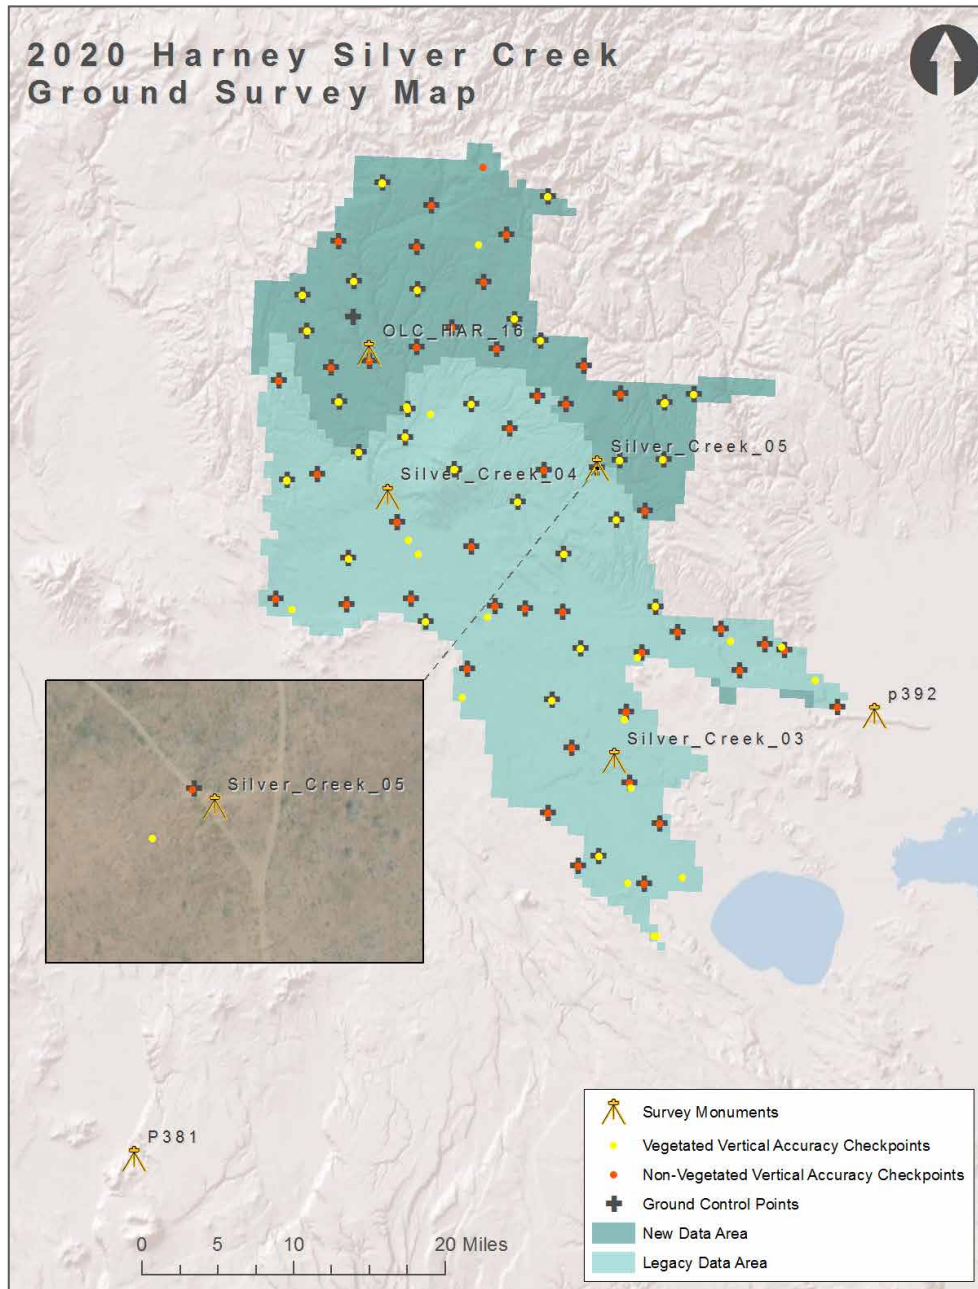 2020 Harney Silver Creek
Ground Survey Map
OLC_HAR_16
Silver_Creek_05
Silver_Creek_04
p392
Silver_Creek_03
Silver_Creek_05
P381
Survey Monuments
Vegetated Vertical Accuracy Checkpoints
Non-Vegetated Vertical Accuracy Checkpoints
Ground Control Points
New Data Area
Legacy Data Area
0 5 10 20 Miles